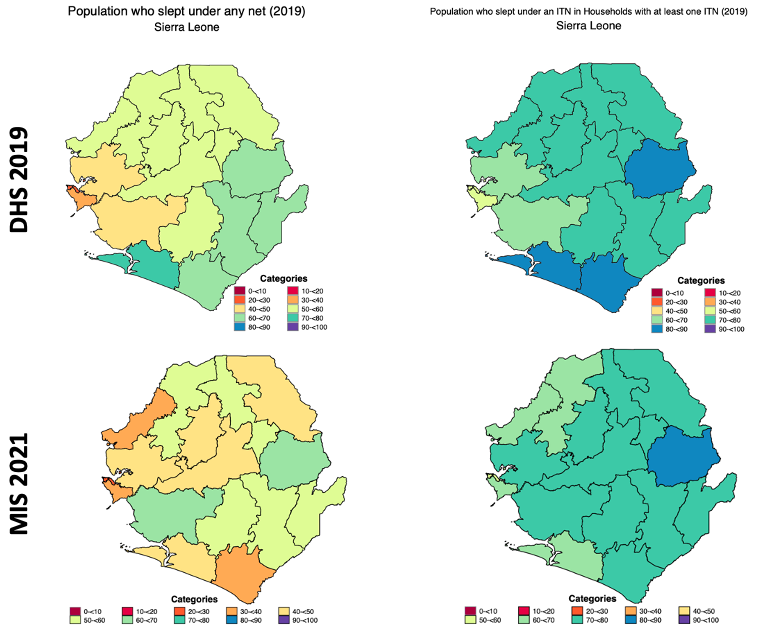 Population who slept under any net (2019)
Sierra Leone
Population who slept under an ITN in Households with at least one ITN (2019)
Sierra Leone
DHS 2019
Categories
0-<10 10-<20
20-<30 30-<40
40-<50 50-<60
60-<70 70-<80
80-<90 90-<100
Categories
0-<10 10-<20
20-<30 30-<40
40-<50 50-<60
60-<70 70-<80
80-<90 90-<100
MIS 2021
Categories
0-<10 10-<20 20-<30 30-<40 40-<50
50-<60 60-<70 70-<80 80-<90 90-<100
Categories
0-<10 10-<20 20-<30 30-<40 40-<50
50-<60 60-<70 70-<80 80-<90 90-<100